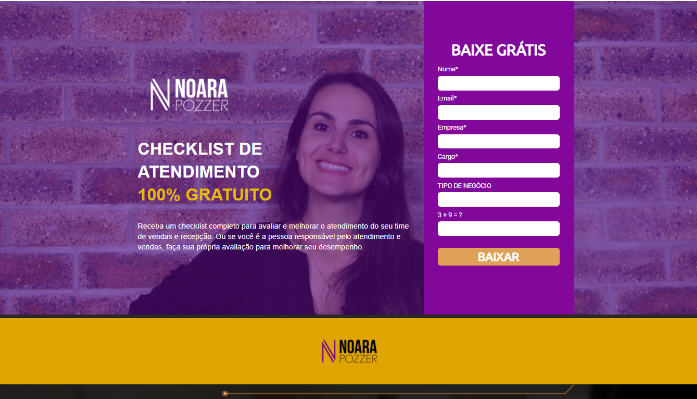 NOARA
POZZER
CHECKLIST DE
ATENDIMENTO
100% GRATUITO
Receba um checklist completo para avaliar e melhorar o atendimento do seu time
de vendas e recepção. Ou se você é a pessoa responsável pelo atendimento e
vendas, faça sua própria avaliação para melhorar seu desempenho.
BAIXE GRÁTIS
Nome*
Email*
Empresa*
Cargo*
TIPO DE NEGÓCIO
3 + 9 = ?
BAIXAR
NOARA
POZZER